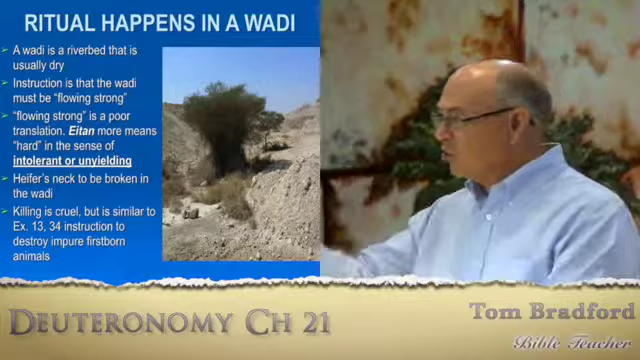 RITUAL HAPPENS IN A WADI
➢ A wadi is a riverbed that is
usually dry
➢ Instruction is that the wadi
must be “flowing strong”
➢ “flowing strong” is a poor
translation. Eitan more means
“hard” in the sense of
intolerant or unyielding
➢ Heifer’s neck to be broken in
the wadi
➢ Killing is cruel, but is similar to
Ex. 13, 34 instruction to
destroy impure firstborn
animals
DEUTERONOMY CH 21
Tom Bradford
Bible Teacher